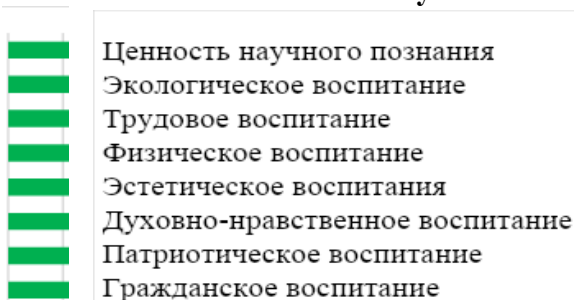 Ценность научного познания
Экологическое воспитание
Трудовое воспитание
Физическое воспитание
Эстетическое воспитания
Духовно-нравственное воспитание
Патриотическое воспитание
Гражданское воспитание